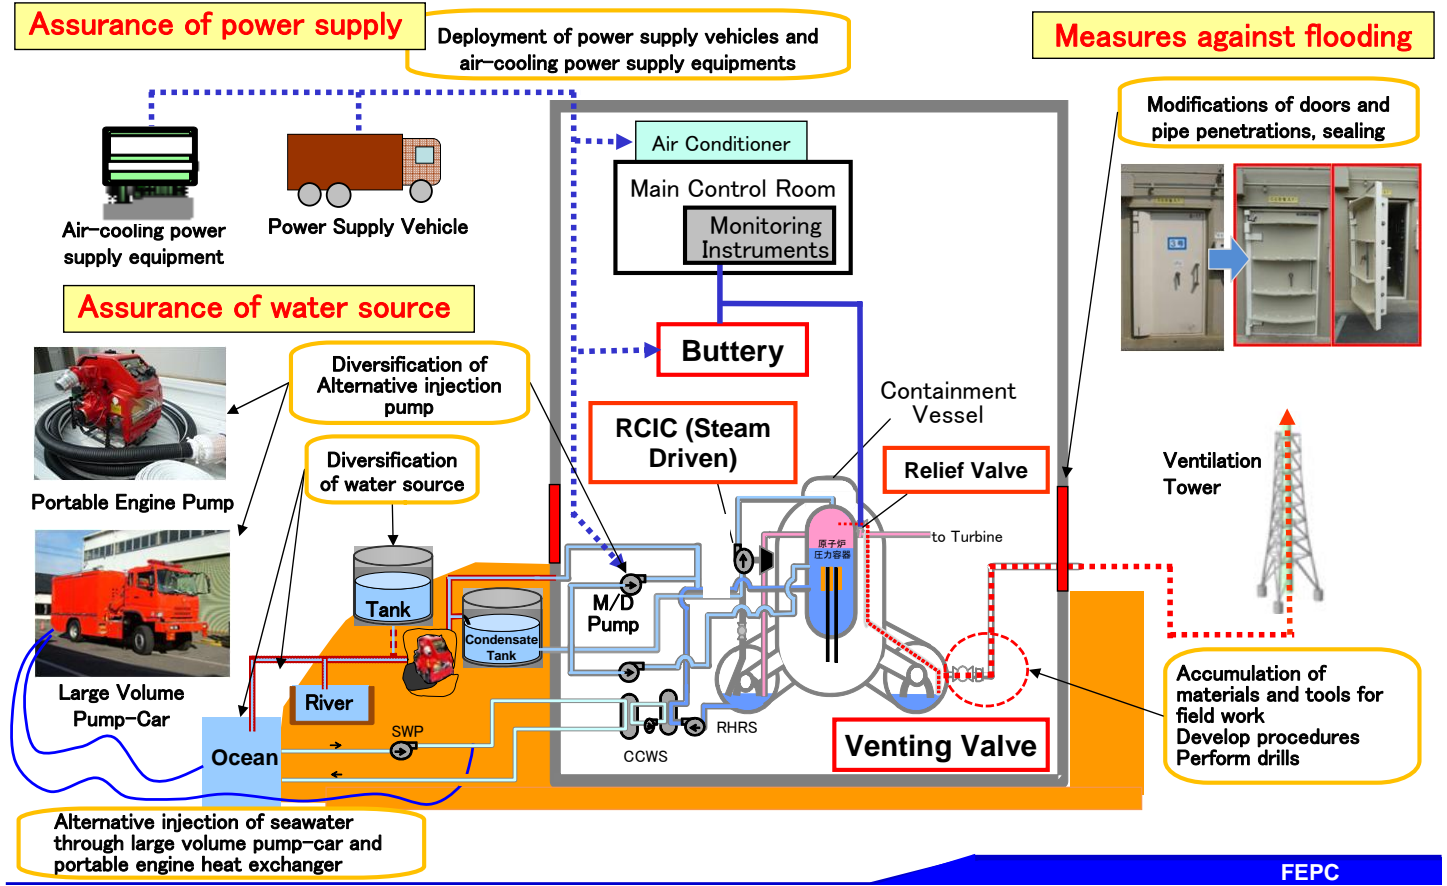 Assurance of power supply
Deployment of power supply vehicles and
air-cooling power supply equipments
Measures against flooding
Modifications of doors and
pipe penetrations, sealing
Air Conditioner
Main Control Room
Monitoring
Instruments
Air-cooling power
supply equipment
Power Supply Vehicle
Assurance of water source
Buttery
Diversification of
Alternative injection
pump
Containment
Vessel
RCIC (Steam
Driven)
Relief Valve
Ventilation
Tower
Diversification
of water source
Portable Engine Pump
to Turbine
原子炉
圧力容器
Tank
M/D
Pump
Condensate
Tank
Large Volume
Pump-Car
River
Accumulation of
materials and tools for
field work
Develop procedures
Perform drills
SWP
RHRS
CCWS
Venting Valve
Ocean
Alternative injection of seawater
through large volume pump-car and
portable engine heat exchanger
FEPC